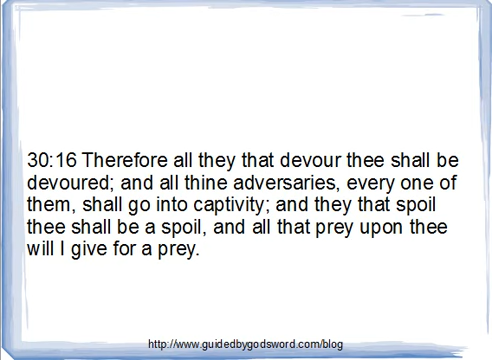 30:16 Therefore all they that devour thee shall be
devoured; and all thine adversaries, every one of
them, shall go into captivity; and they that spoil
thee shall be a spoil, and all that prey upon thee
will I give for a prey.
http://www.guidedbygodsword.com/blog